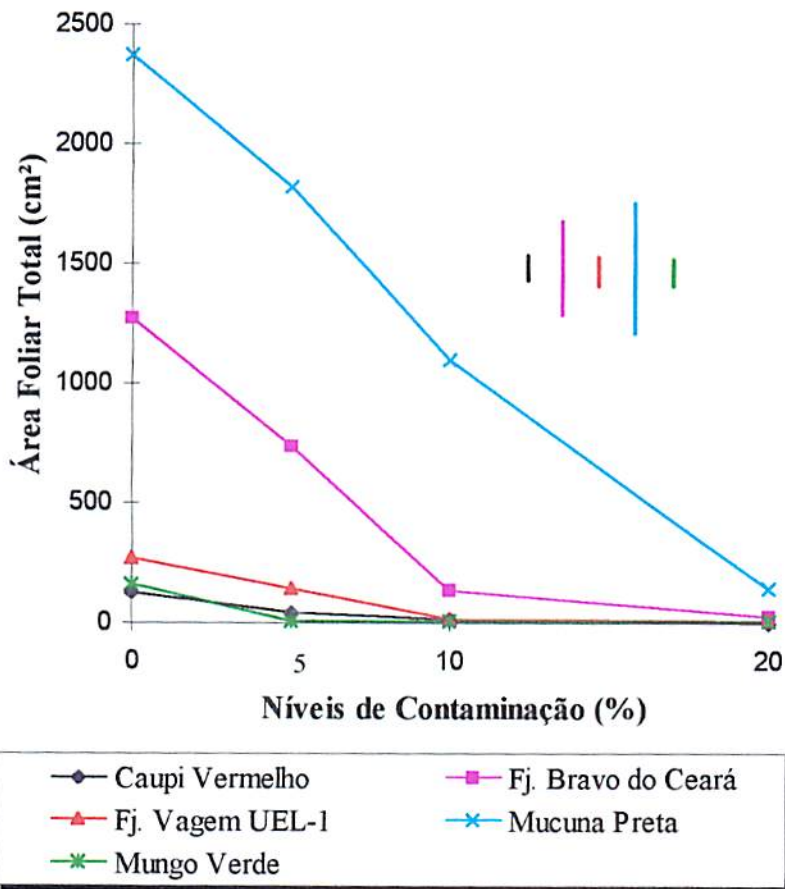 Área Foliar Total (cm²)
2500
2000
1500
1000
500
0
0 5 10 20
Níveis de Contaminação (%)
Caupi Vermelho Fj. Bravo do Ceará
Fj. Vagem UEL-1 Mucuna Preta
Mungo Verde